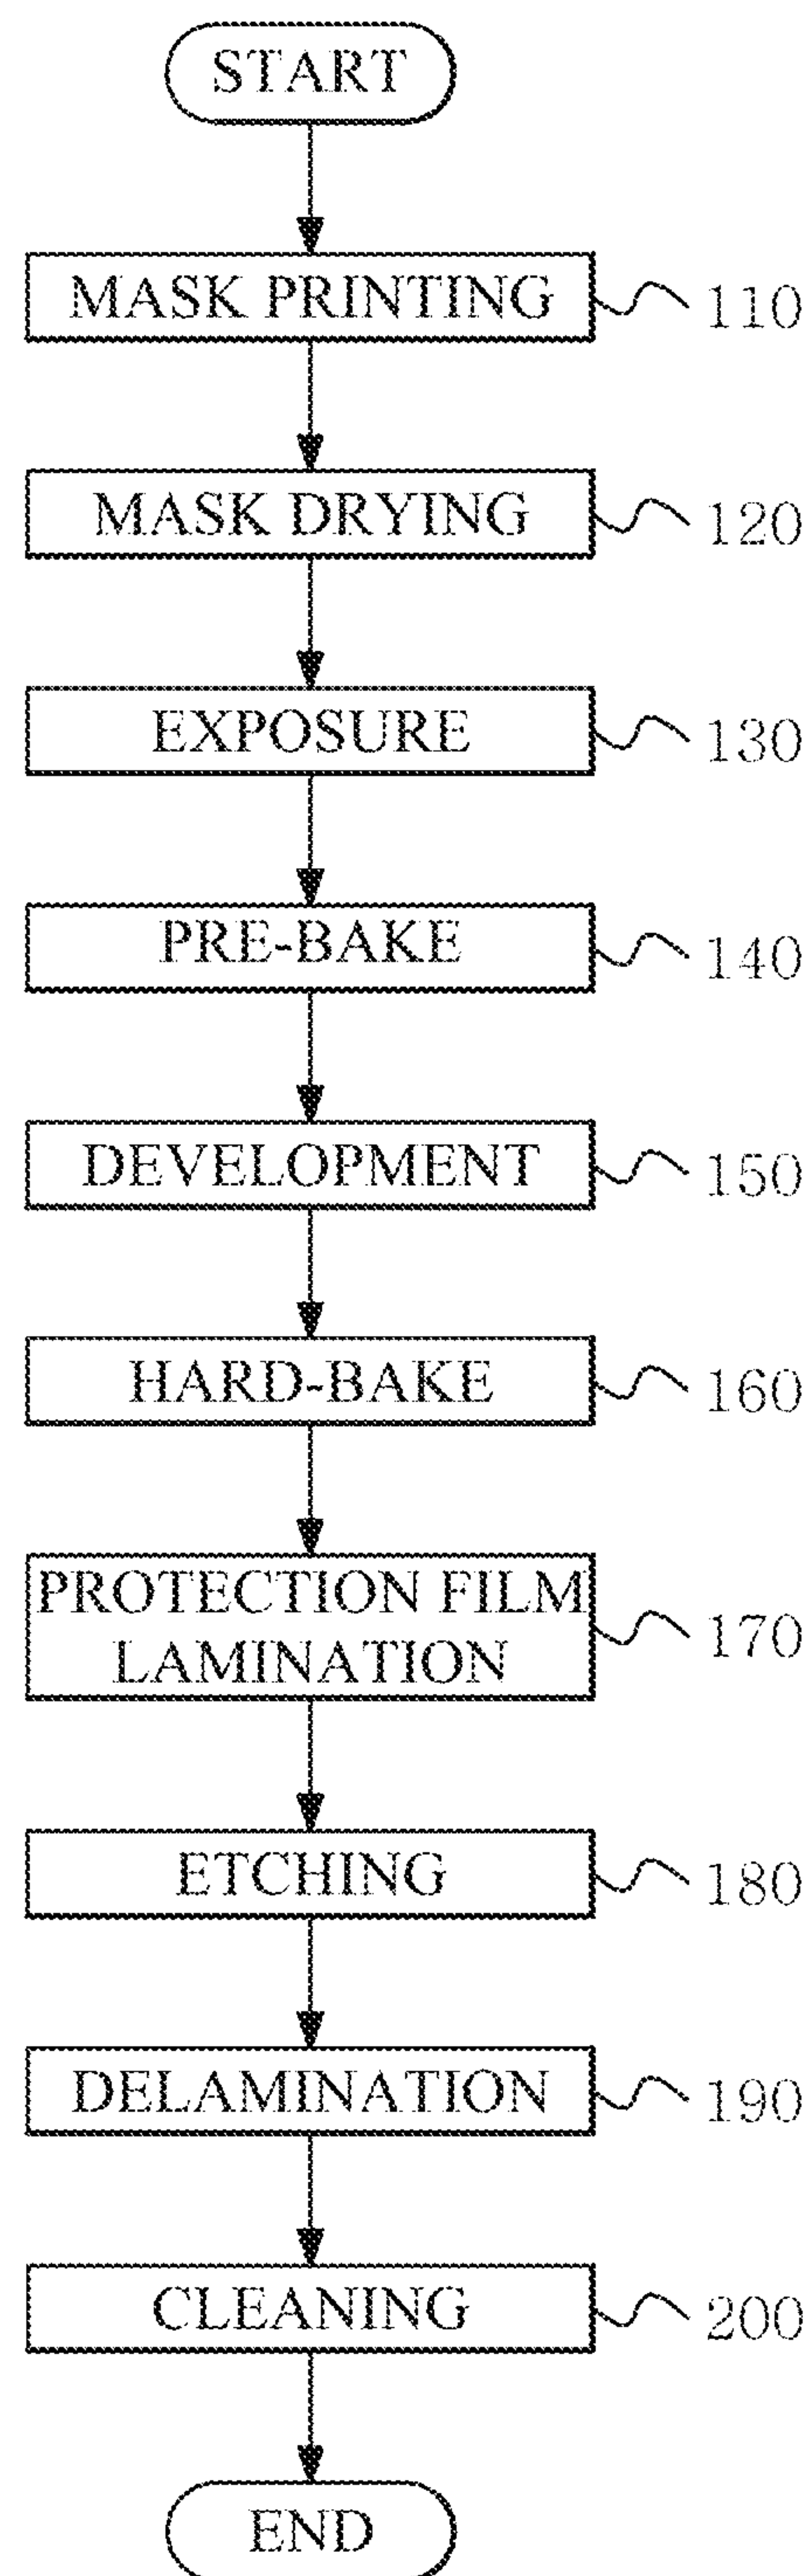 START
MASK PRINTING 110
MASK DRYING 120
EXPOSURE 130
PRE-BAKE 140
DEVELOPMENT 150
HARD-BAKE 160
PROTECTION FILM
LAMINATION 170
ETCHING 180
DELAMINATION 190
CLEANING 200
END